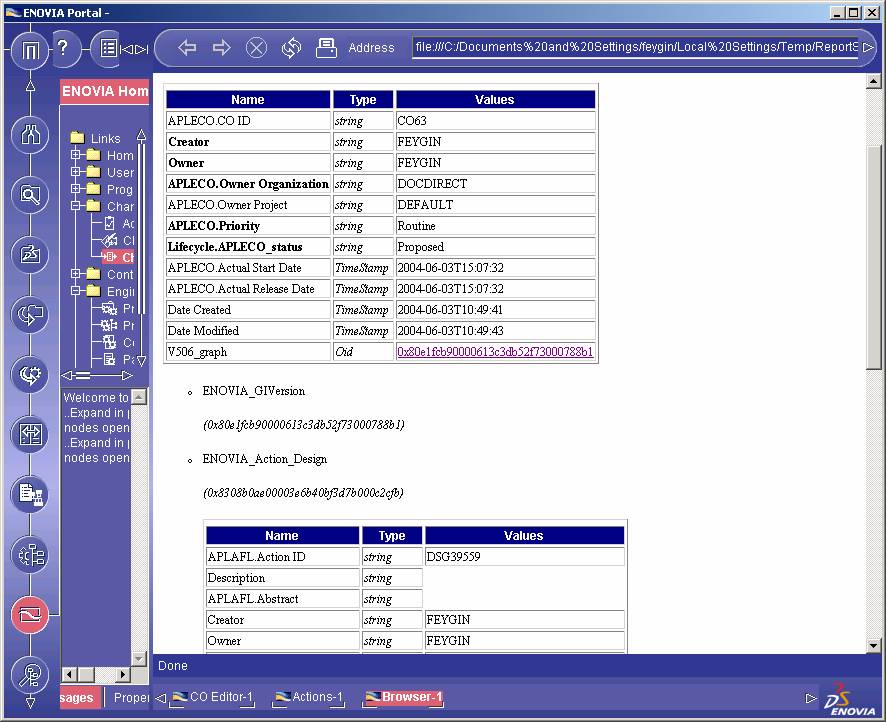 ENOVIA Portal -
?
Address
file:///C:/Documents%20and%20Settings/feygin/Local%20Settings/Temp/ReportS
ENOVIA Hom
Links
Hom
User
Prog
Char
Ac
Cl
Cl
Cont
Engi
Pr
Pr
Cc
Pa
Welcome to
..Expand in p
nodes open
..Expand in p
nodes open
Name Type Values
APLECO.CO ID string CO63
Creator string FEYGIN
Owner string FEYGIN
APLECO.Owner Organization string DOCDIRECT
APLECO.Owner Project string DEFAULT
APLECO.Priority string Routine
Lifecycle.APLECO_status string Proposed
APLECO.Actual Start Date TimeStamp 2004-06-03T15:07:32
APLECO.Actual Release Date TimeStamp 2004-06-03T15:07:32
Date Created TimeStamp 2004-06-03T10:49:41
Date Modified TimeStamp 2004-06-03T10:49:43
V506_graph Oid 0x80e1fcb90000613c3db52f73000788b1
ENOVIA_GIVersion
(0x80e1fcb90000613c3db52f73000788b1)
ENOVIA_Action_Design
(0x8308b0ae00003e6b40bf3d7b000c2cfb)
Name Type Values
APLAFL.Action ID string DSG39559
Description string
APLAFL.Abstract string
Creator string FEYGIN
Owner string FEYGIN
Done
sages Proper CO Editor-1 Actions-1 Browser-1
ENOVIA